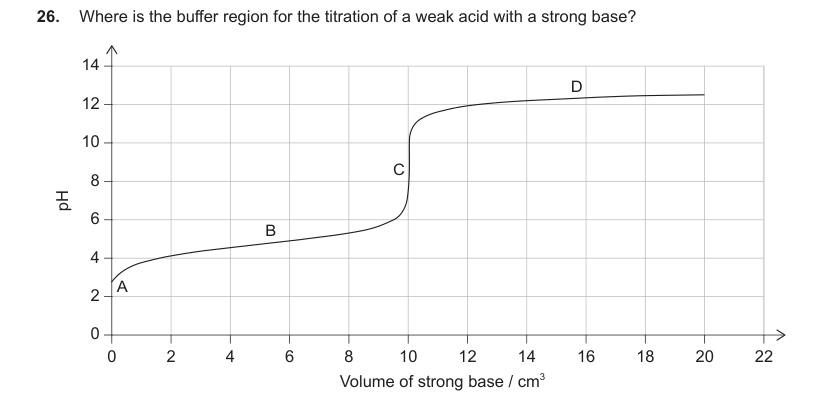 26. Where is the buffer region for the titration of a weak acid with a strong base?
14
D
12
10
C
8
pH
6
B
4
A
2
0
0 2 4 6 8 10 12 14 16 18 20 22
Volume of strong base / cm³